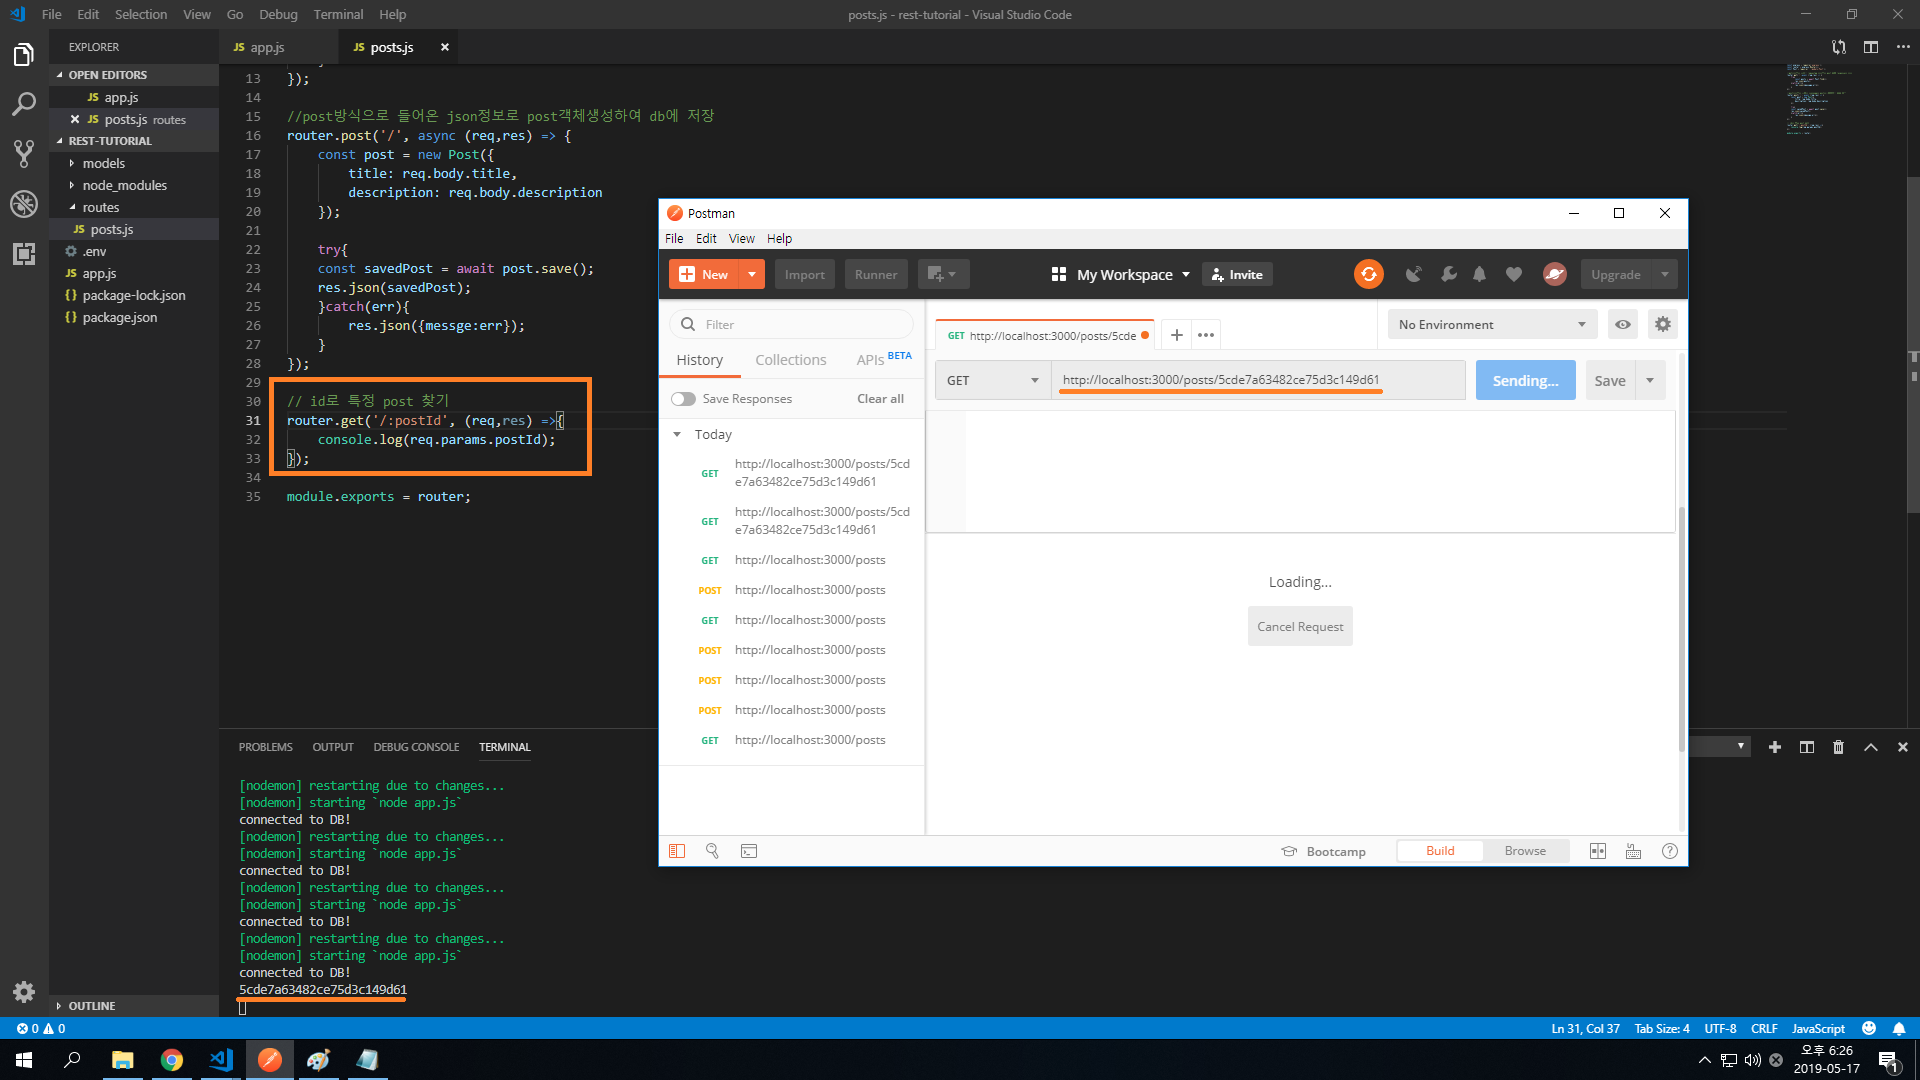 File Edit Selection View Go Debug Terminal Help
posts.js - rest-tutorial - Visual Studio Code
EXPLORER
OPEN EDITORS
JS app.js
JS posts.js routes
REST-TUTORIAL
models
node_modules
routes
JS posts.js
.env
JS app.js
{} package-lock.json
{} package.json
OUTLINE
JS app.js
JS posts.js
13 });
14
15 //post방식으로 들어온 json정보로 post객체생성하여 db에 저장
16 router.post('/', async (req,res) => {
17 const post = new Post({
18 title: req.body.title,
19 description: req.body.description
20 });
21
22 try{
23 const savedPost = await post.save();
24 res.json(savedPost);
25 }catch(err){
26 res.json({messge:err});
27 }
28 });
29
30 // id로 특정 post 찾기
31 router.get('/:postId', (req,res) =>{
32 console.log(req.params.postId);
33 });
34
35 module.exports = router;
PROBLEMS OUTPUT DEBUG CONSOLE TERMINAL
[nodemon] restarting due to changes...
[nodemon] starting `node app.js`
connected to DB!
[nodemon] restarting due to changes...
[nodemon] starting `node app.js`
connected to DB!
[nodemon] restarting due to changes...
[nodemon] starting `node app.js`
connected to DB!
[nodemon] restarting due to changes...
[nodemon] starting `node app.js`
connected to DB!
5cde7a63482ce75d3c149d61
Postman
File Edit View Help
New Import Runner My Workspace Invite Upgrade
Filter
History Collections APIs BETA
Save Responses Clear all
Today
GET http://localhost:3000/posts/5cd
e7a63482ce75d3c149d61
GET http://localhost:3000/posts/5cd
e7a63482ce75d3c149d61
GET http://localhost:3000/posts
POST http://localhost:3000/posts
GET http://localhost:3000/posts
POST http://localhost:3000/posts
POST http://localhost:3000/posts
POST http://localhost:3000/posts
GET http://localhost:3000/posts
GET http://localhost:3000/posts/5cde
No Environment
GET http://localhost:3000/posts/5cde7a63482ce75d3c149d61 Sending... Save
Loading...
Cancel Request
Bootcamp Build Browse
0 0
Ln 31, Col 37 Tab Size: 4 UTF-8 CRLF JavaScript
오후 6:26
2019-05-17
1